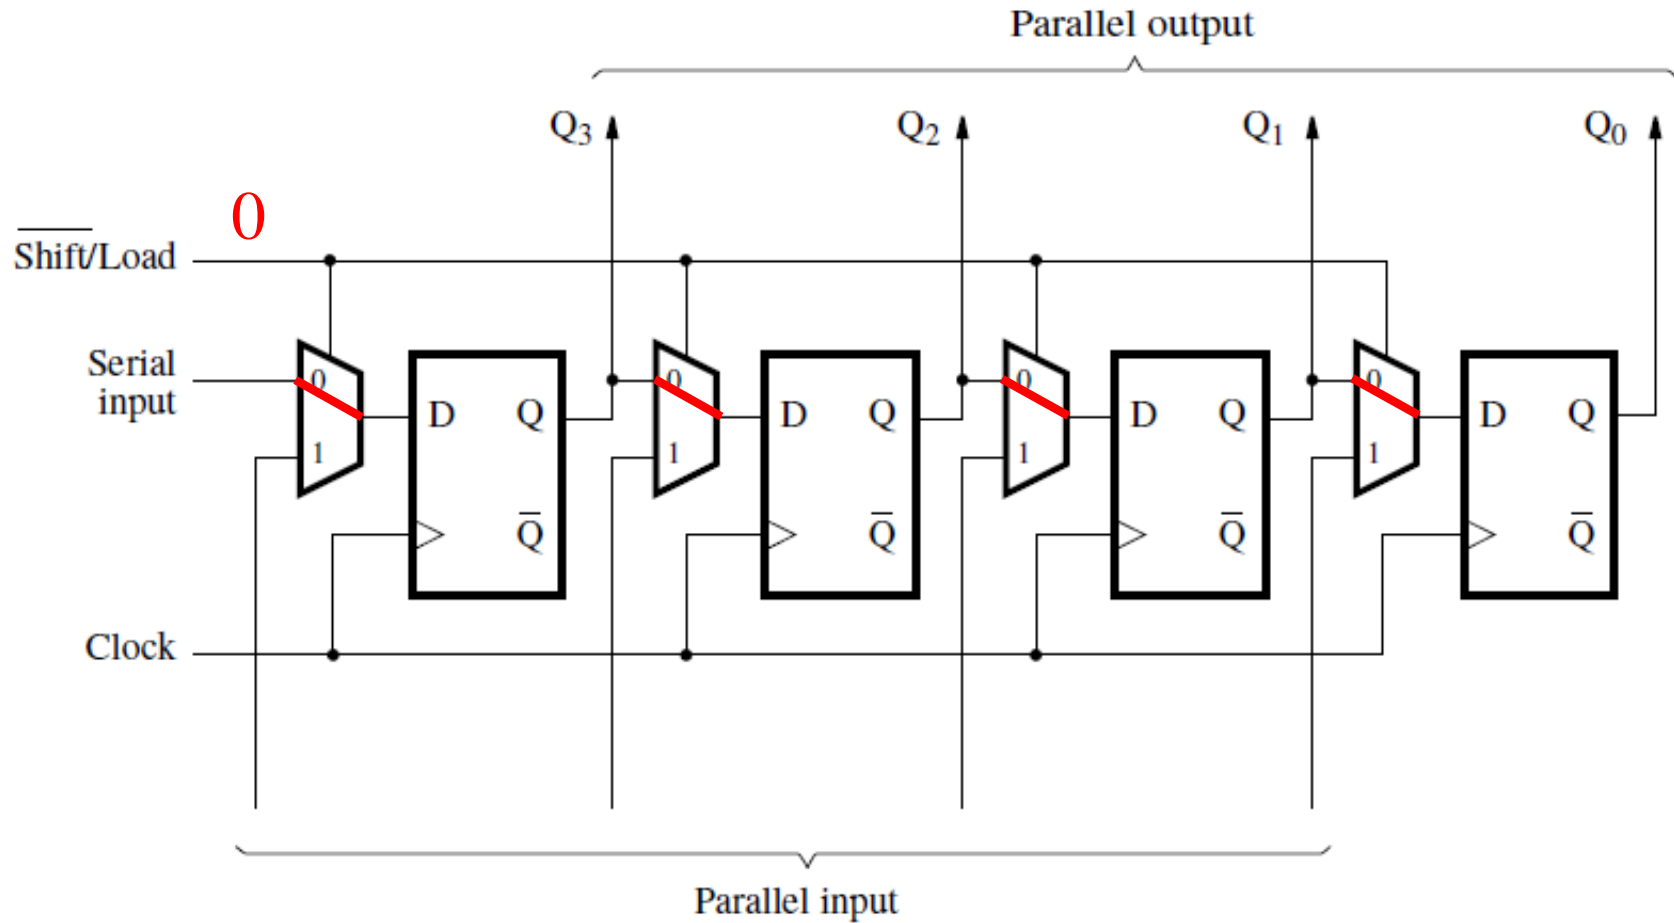 Parallel output
Q₃ Q₂ Q₁ Q₀
0
S̅h̅i̅f̅t̅/Load
Serial
input
0 0 0 0
D Q D Q D Q D Q
1 1 1 1
Q̅ Q̅ Q̅ Q̅
Clock
Parallel input